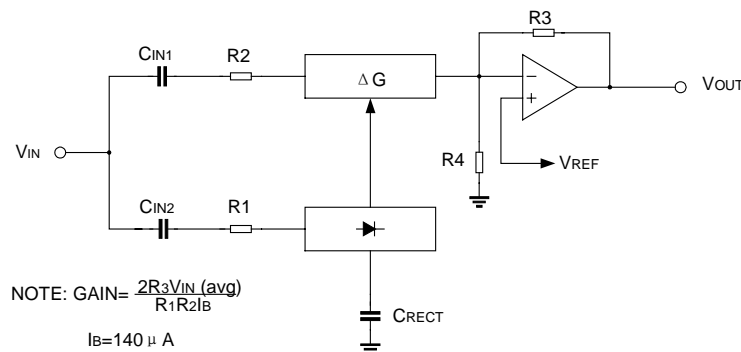 R3
CIN1
R2
ΔG
−
+
VOUT
VIN
R4
VREF
CIN2
R1
NOTE: GAIN= 2R3VIN (avg)
R1R2IB
CRECT
IB=140 μ A